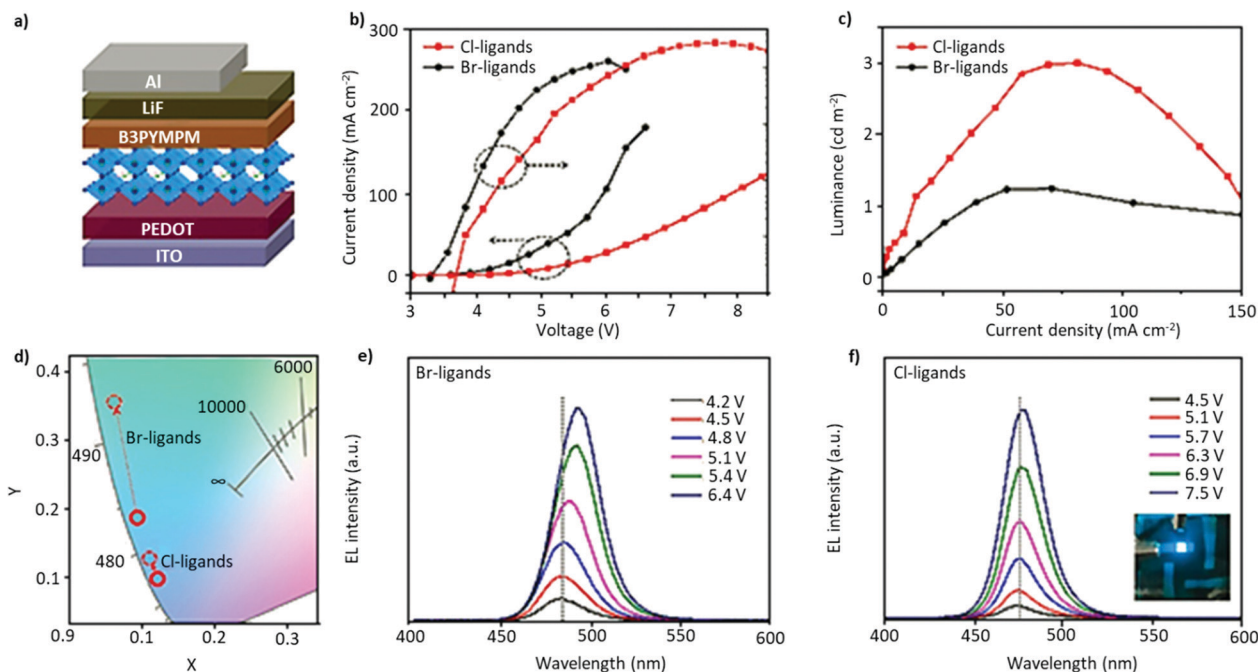 a)
Al
LiF
B3PYMPM
PEDOT
ITO
b)
300
200
100
0
Current density (mA cm-2)
Cl-ligands
Br-ligands
3 4 5 6 7 8
Voltage (V)
c)
3
2
1
0
Luminance (cd m-2)
Cl-ligands
Br-ligands
0 50 100 150
Current density (mA cm-2)
d)
0.4
0.3
0.2
0.1
Y
6000
10000
∞
Br-ligands
490
480
Cl-ligands
0.9 0.1 0.2 0.3
X
e)
Br-ligands
EL intensity (a.u.)
4.2 V
4.5 V
4.8 V
5.1 V
5.4 V
6.4 V
400 450 500 550 600
Wavelength (nm)
f)
Cl-ligands
EL intensity (a.u.)
4.5 V
5.1 V
5.7 V
6.3 V
6.9 V
7.5 V
400 450 500 550 600
Wavelength (nm)